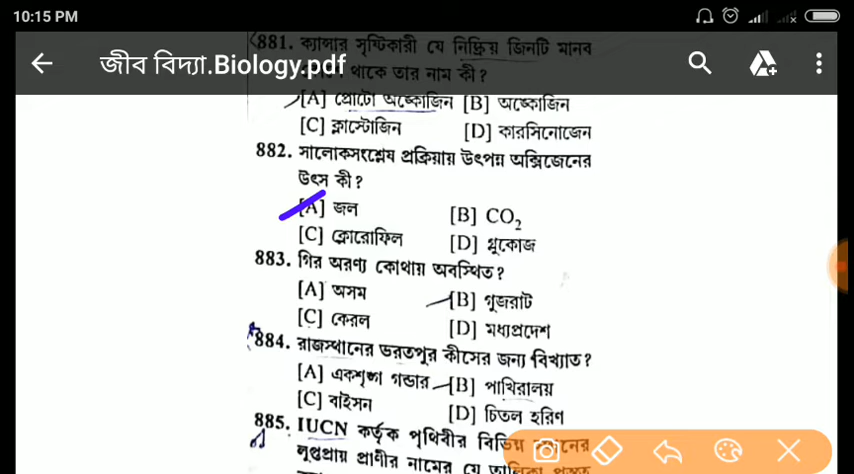 10:15 PM
881. ক্যান্সার সৃষ্টিকারী যে নিষ্ক্রিয় জিনটি মানব
জীব বিদ্যা.Biology.pdf
থাকে তার নাম কী?
[A] প্রোটো অঙ্কোজিন [B] অঙ্কোজিন
[C] ক্লাস্টোজিন [D] কারসিনোজেন
882. সালোকসংশ্লেষ প্রক্রিয়ায় উৎপন্ন অক্সিজেনের
উৎস কী?
[A] জল [B] CO₂
[C] ক্লোরোফিল [D] গ্লুকোজ
883. গির অরণ্য কোথায় অবস্থিত?
[A] অসম [B] গুজরাট
[C] কেরল [D] মধ্যপ্রদেশ
884. রাজস্থানের ভরতপুর কীসের জন্য বিখ্যাত?
[A] একশৃঙ্গ গন্ডার [B] পাখিরালয়
[C] বাইসন [D] চিতল হরিণ
885. IUCN কর্তৃক পৃথিবীর বিভিন্ন স্থানের
লুপ্তপ্রায় প্রাণীর নামের যে তালিকা প্রস্তুত